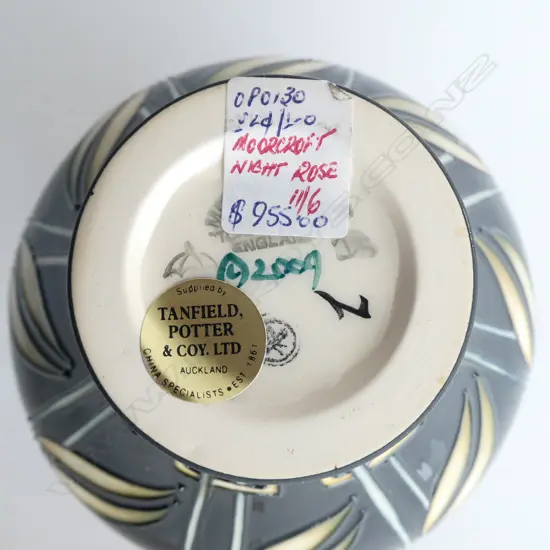 OP0130
MOORCROFT
NIGHT ROSE
11/6
$955.00
ENGLAND
© 2009
Supplied by
TANFIELD,
POTTER
& COY. LTD
AUCKLAND
CHINA SPECIALISTS • EST 1861